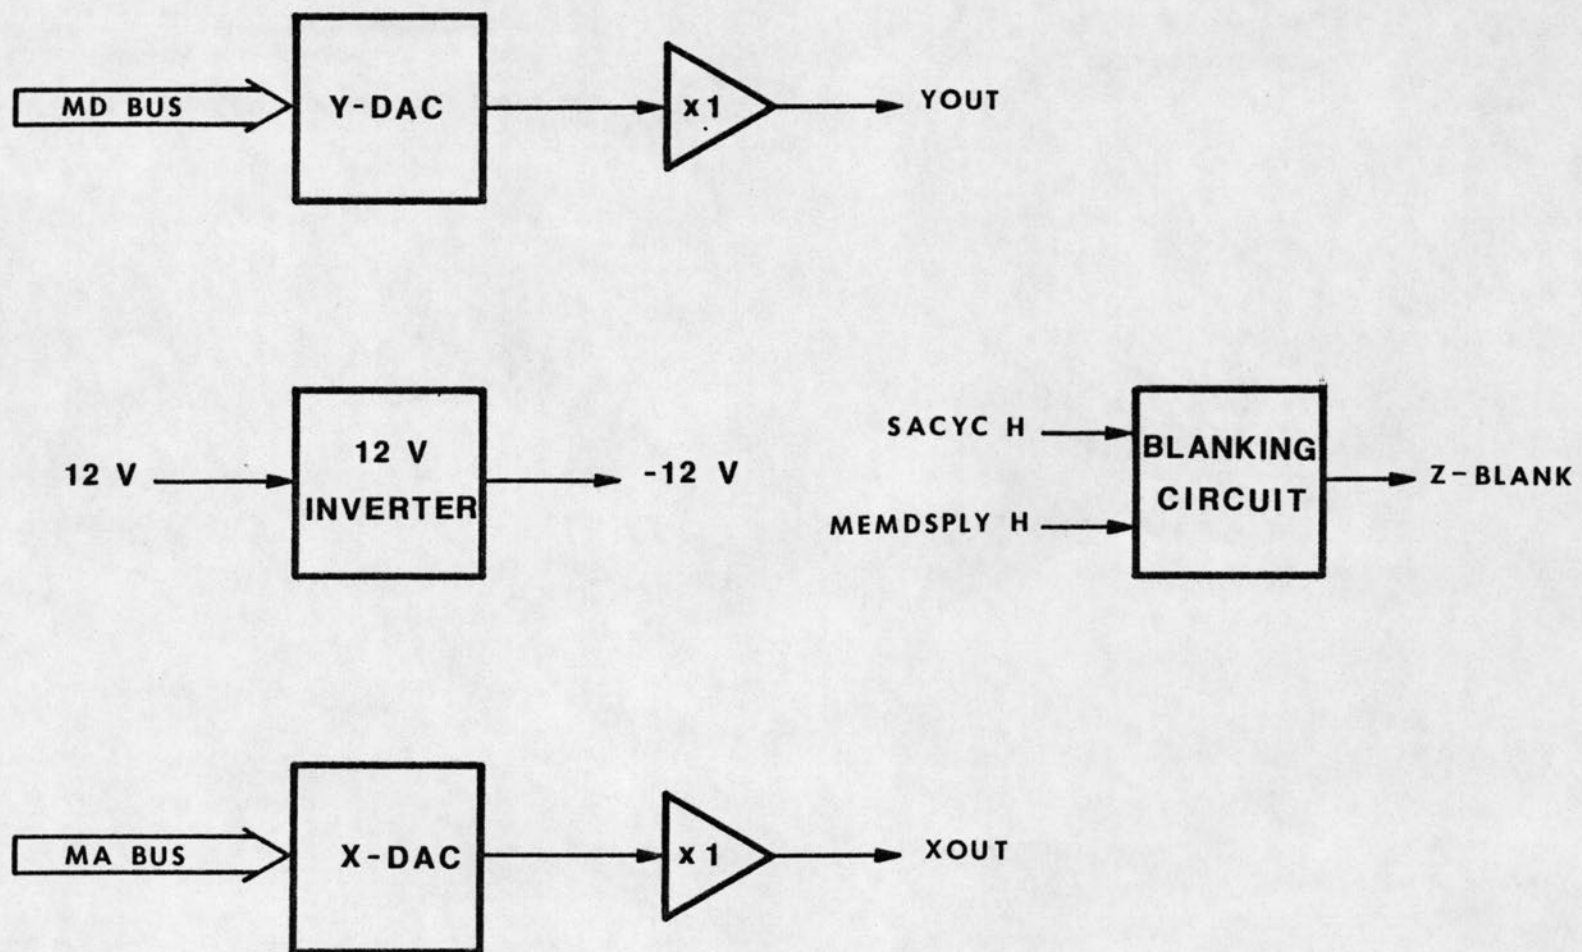 MD BUS
Y-DAC
x1
YOUT
12 V
12 V
INVERTER
-12 V
SACYC H
MEMDSPLY H
BLANKING
CIRCUIT
Z-BLANK
MA BUS
X-DAC
x1
XOUT